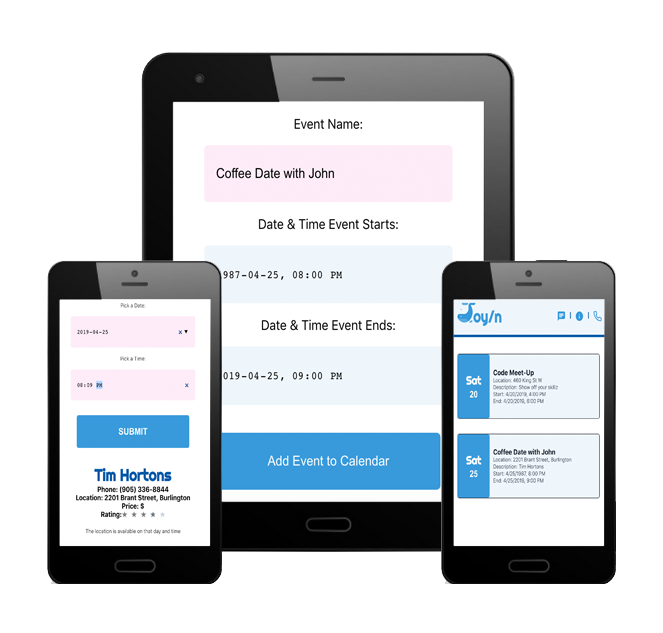 Event Name:
Coffee Date with John
Date & Time Event Starts:
987-04-25, 08:00 PM
Date & Time Event Ends:
019-04-25, 09:00 PM
Add Event to Calendar
Pick a Date:
2019-04-25 x
Pick a Time:
08:09 PM x
SUBMIT
Tim Hortons
Phone: (905) 336-8844
Location: 2201 Brant Street, Burlington
Price: $
Rating:
The location is available on that day and time
Joy/n
Sat
20
Code Meet-Up
Location: 460 King St W
Description: Show off your skillz
Start: 4/20/2019, 4:00 PM
End: 4/20/2019, 8:00 PM
Sat
25
Coffee Date with John
Location: 2201 Brant Street, Burlington
Description: Tim Hortons
Start: 4/25/1987, 8:00 PM
End: 4/25/2019, 9:00 PM